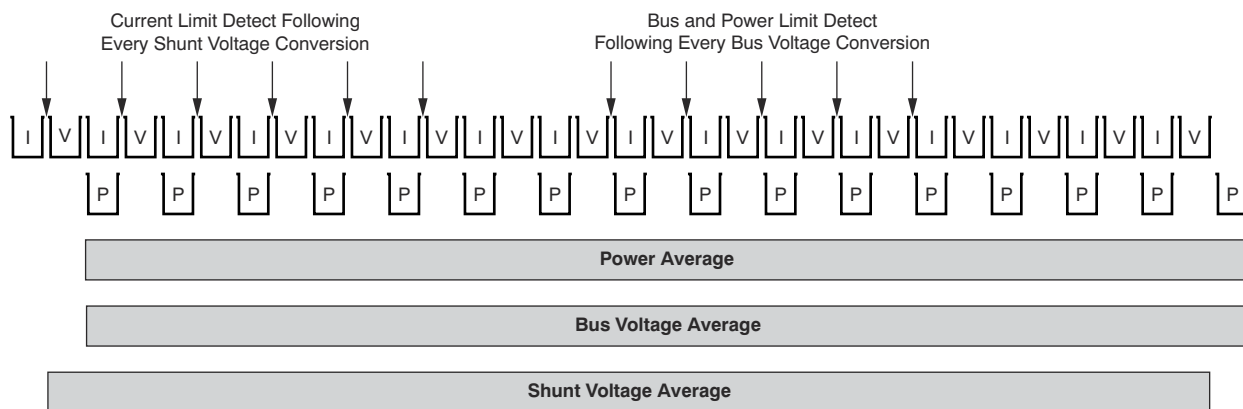 Current Limit Detect Following
Every Shunt Voltage Conversion
Bus and Power Limit Detect
Following Every Bus Voltage Conversion
I V I V I V I V I V I V I V I V I V I V I V I V I V I V I V I V
P P P P P P P P P P P P P P P P
Power Average
Bus Voltage Average
Shunt Voltage Average